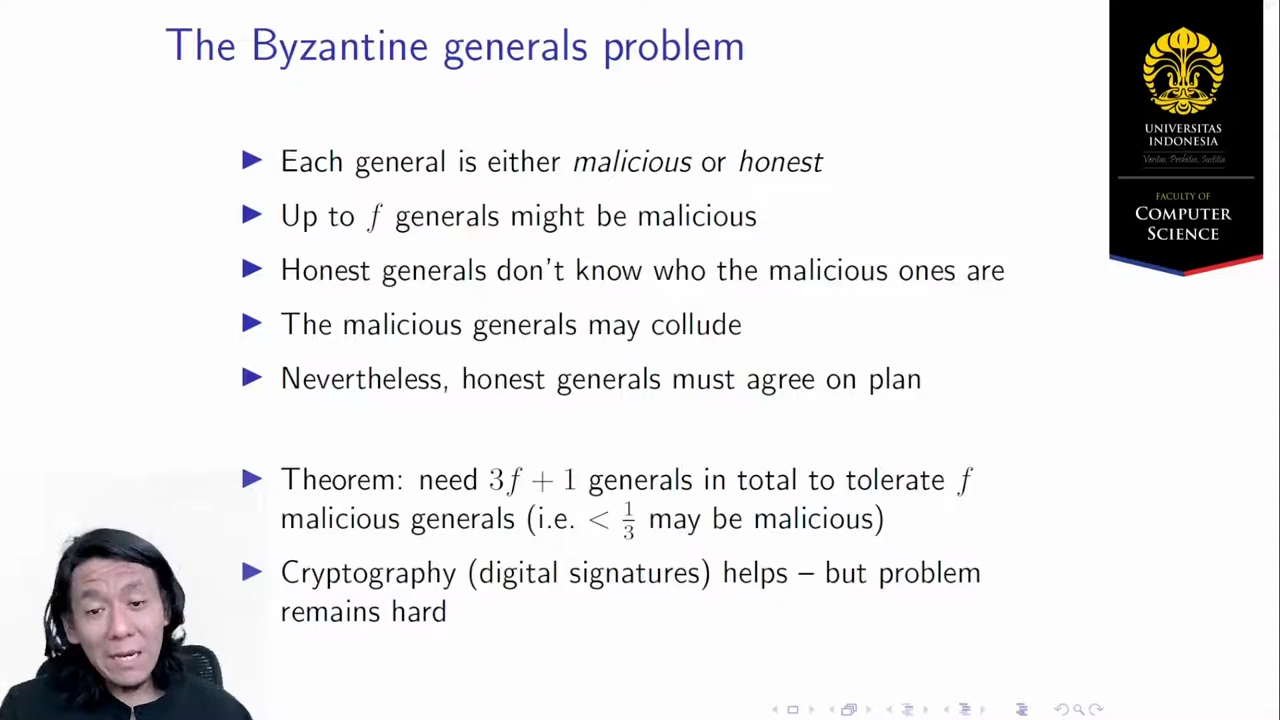 The Byzantine generals problem
▶ Each general is either malicious or honest
▶ Up to f generals might be malicious
▶ Honest generals don't know who the malicious ones are
▶ The malicious generals may collude
▶ Nevertheless, honest generals must agree on plan
▶ Theorem: need 3f + 1 generals in total to tolerate f
malicious generals (i.e. < 1/3 may be malicious)
▶ Cryptography (digital signatures) helps – but problem
remains hard
UNIVERSITAS
INDONESIA
Veritas, Probitas, Justitia
FACULTY OF
COMPUTER
SCIENCE